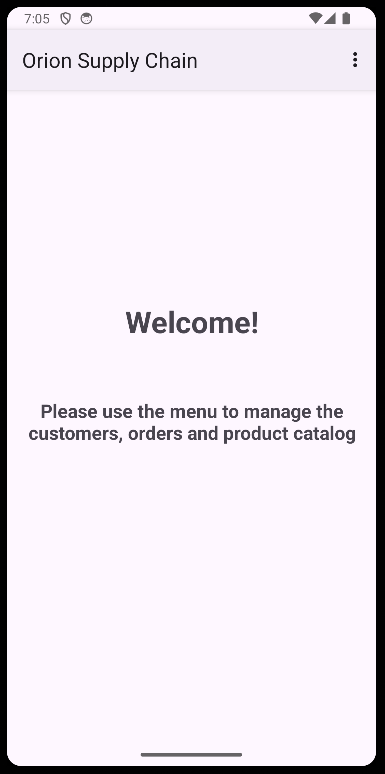 7:05
Orion Supply Chain
Welcome!
Please use the menu to manage the
customers, orders and product catalog